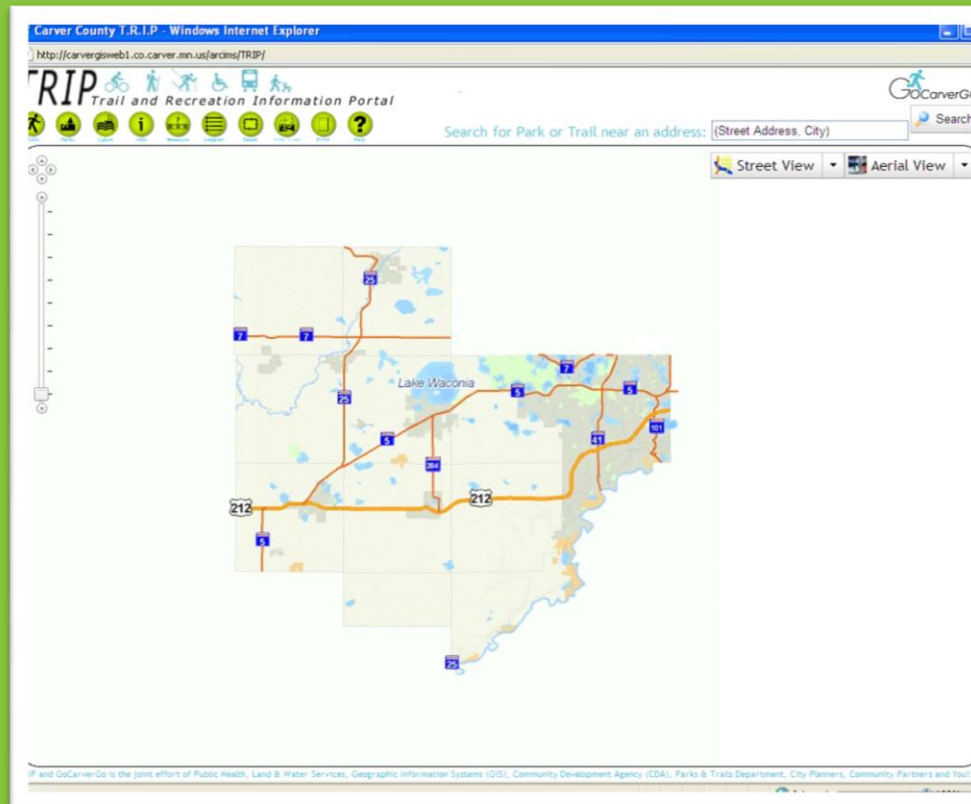 Carver County T.R.I.P - Windows Internet Explorer
http://carvergisweb1.co.carver.mn.us/arcims/TRIP/
TRIP
Trail and Recreation Information Portal
GoCarverGo
Search for Park or Trail near an address: (Street Address, City) Search
Street View Aerial View
25
7 7
7
Lake Waconia
5 5
25
101
5 41
284
212
212
5
25
IP and GoCarverGo is the joint effort of Public Health, Land & Water Services, Geographic Information Systems (GIS), Community Development Agency (CDA), Parks & Trails Department, City Planners, Community Partners and You!